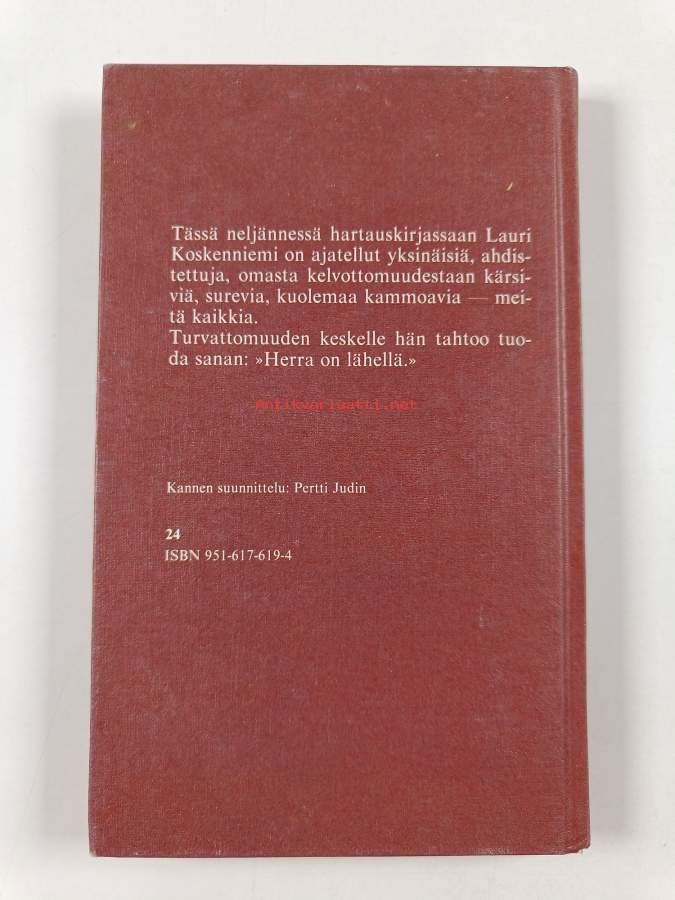 Tässä neljännessä hartauskirjassaan Lauri
Koskenniemi on ajatellut yksinäisiä, ahdis-
tettuja, omasta kelvottomuudestaan kärsi-
viä, surevia, kuolemaa kammoavia — mei-
tä kaikkia.
Turvattomuuden keskelle hän tahtoo tuo-
da sanan: »Herra on lähellä.»
Antikvariaatti.net
Kannen suunnittelu: Pertti Judin
24
ISBN 951-617-619-4